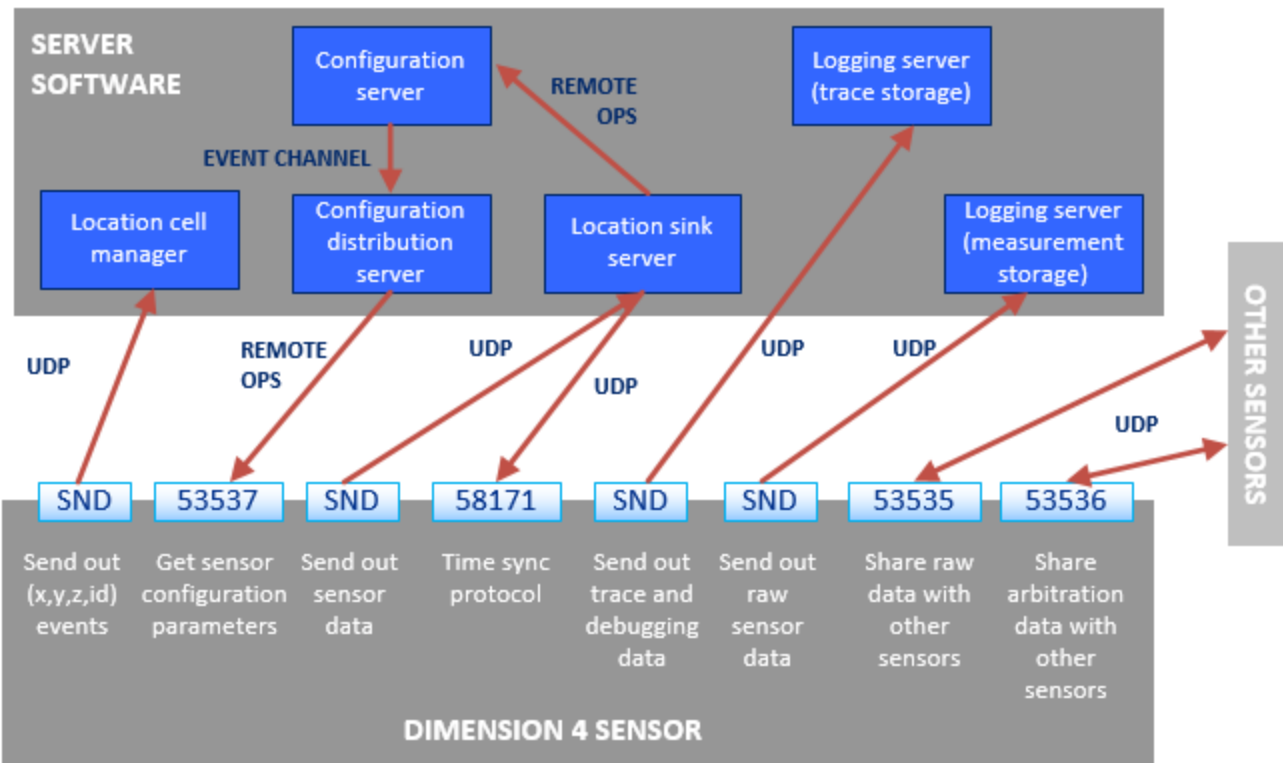 SERVER
SOFTWARE
Configuration
server
REMOTE
OPS
Logging server
(trace storage)
EVENT CHANNEL
Location cell
manager
Configuration
distribution
server
Location sink
server
Logging server
(measurement
storage)
UDP
REMOTE
OPS
UDP
UDP
UDP
UDP
UDP
OTHER SENSORS
SND
53537
SND
58171
SND
SND
53535
53536
Send out
(x,y,z,id)
events
Get sensor
configuration
parameters
Send out
sensor
data
Time sync
protocol
Send out
trace and
debugging
data
Send out
raw
sensor
data
Share raw
data with
other
sensors
Share
arbitration
data with
other
sensors
DIMENSION 4 SENSOR